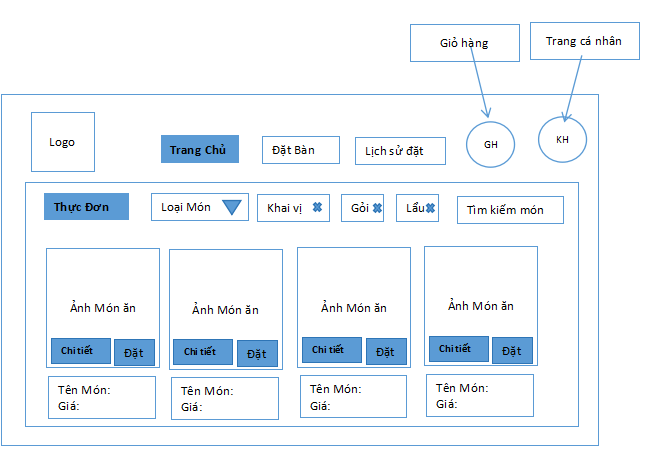 Giỏ hàng
Trang cá nhân
Logo
Trang Chủ
Đặt Bàn
Lịch sử đặt
GH
KH
Thực Đơn
Loại Món
Khai vị
Gỏi
Lẩu
Tìm kiếm món
Ảnh Món ăn
Ảnh Món ăn
Ảnh Món ăn
Ảnh Món ăn
Chi tiết
Đặt
Chi tiết
Đặt
Chi tiết
Đặt
Chi tiết
Đặt
Tên Món:
Giá:
Tên Món:
Giá:
Tên Món:
Giá:
Tên Món:
Giá: